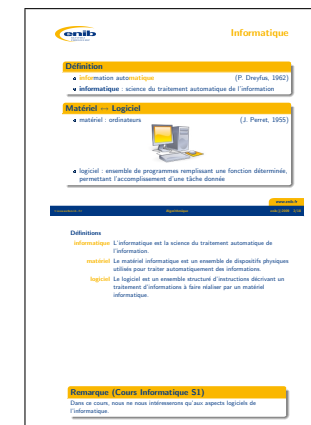 enib
Informatique
Définition
information automatique (P. Dreyfus, 1962)
informatique : science du traitement automatique de l'information
Matériel ↔ Logiciel
matériel : ordinateurs (J. Perret, 1955)
logiciel : ensemble de programmes remplissant une fonction déterminée,
permettant l'accomplissement d'une tâche donnée
www.enib.fr
Algorithmique
Définitions
informatique L'informatique est la science du traitement automatique de
l'information.
matériel Le matériel informatique est un ensemble de dispositifs physiques
utilisés pour traiter automatiquement des informations.
logiciel Le logiciel est un ensemble structuré d'instructions décrivant un
traitement d'informations à faire réaliser par un matériel
informatique.
Remarque (Cours Informatique S1)
Dans ce cours, nous ne nous intéresserons qu'aux aspects logiciels de
l'informatique.